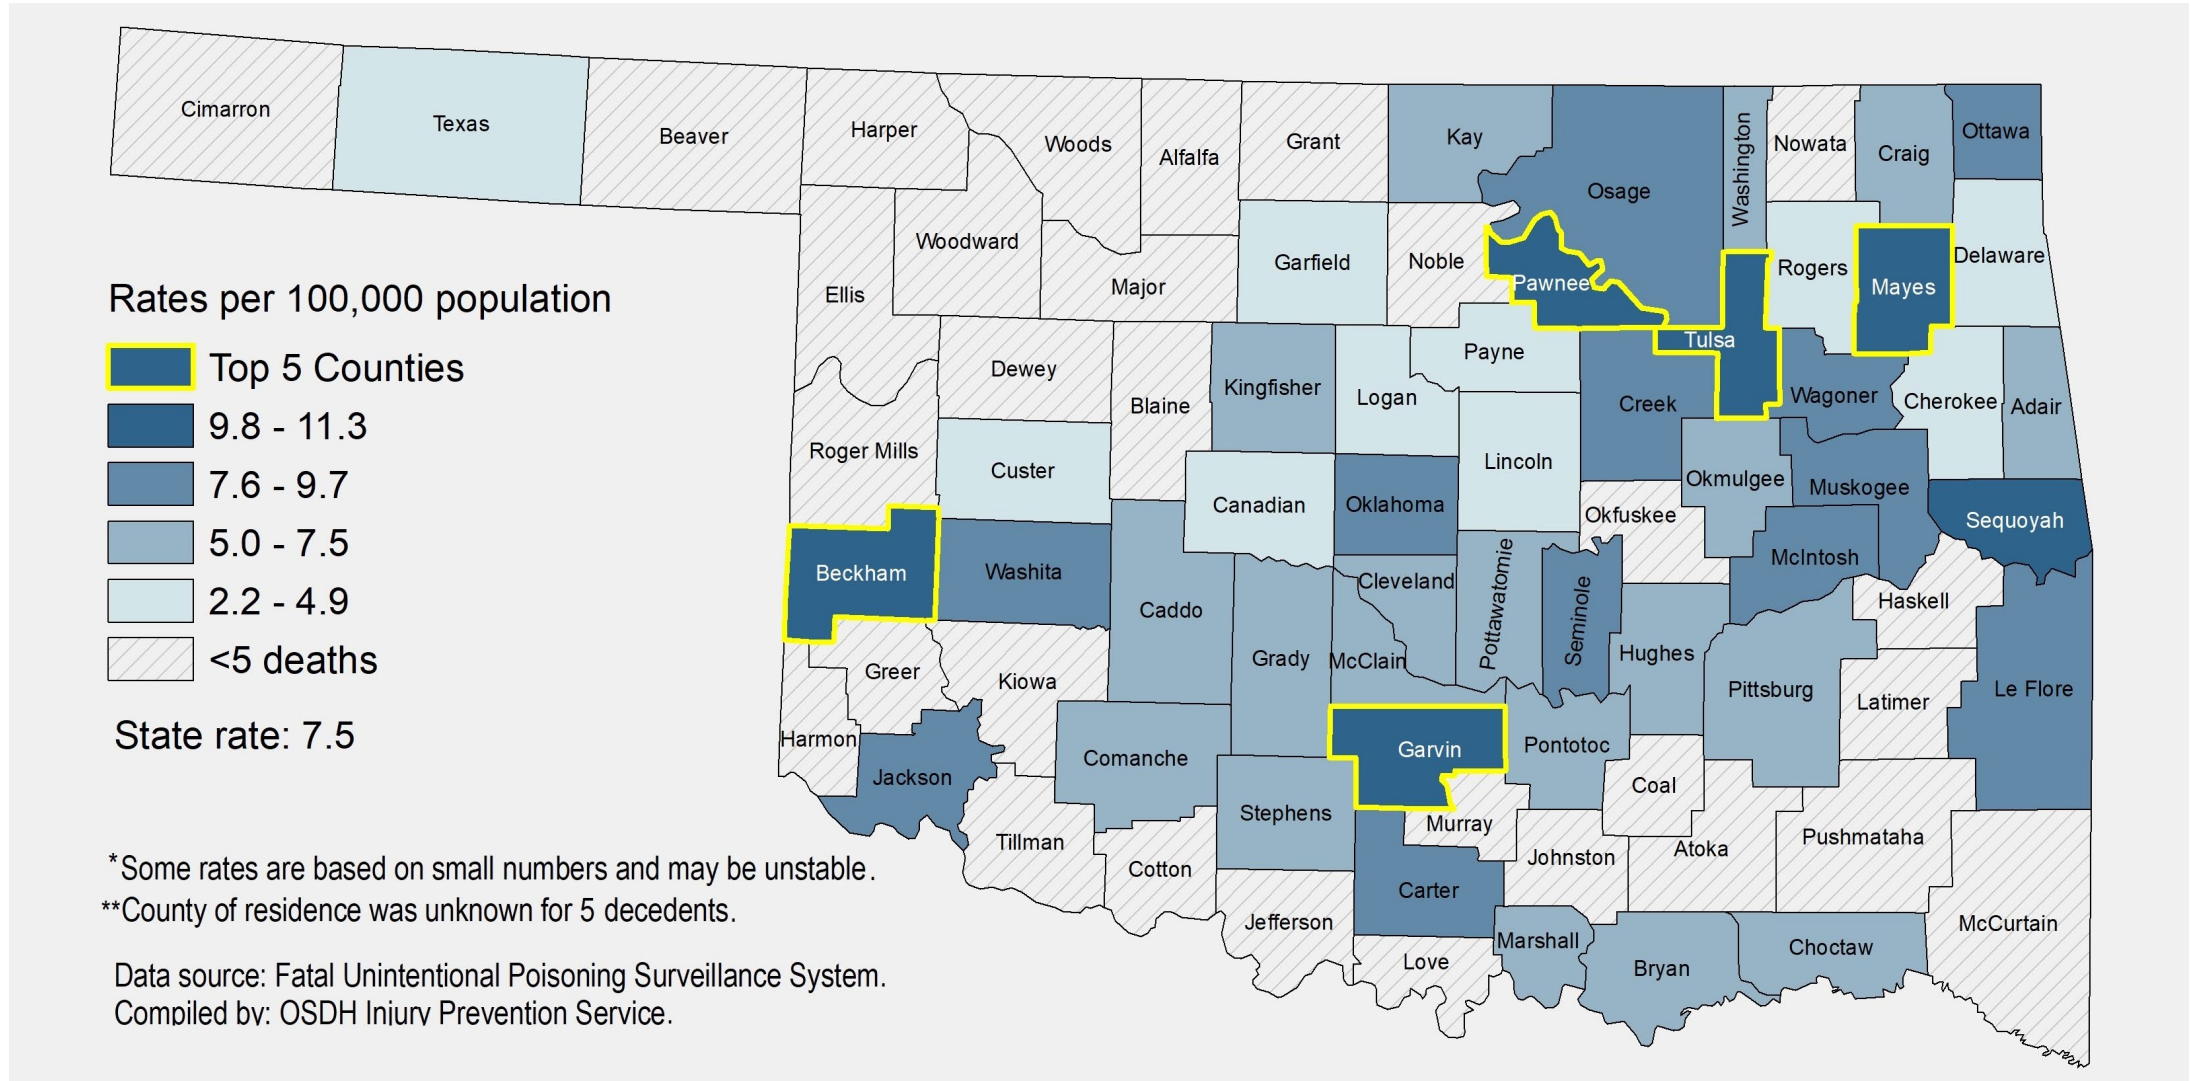 Cimarron
Texas
Beaver
Harper
Woods
Alfalfa
Grant
Kay
Osage
Washington
Nowata
Craig
Ottawa
Ellis
Woodward
Major
Garfield
Noble
Pawnee
Tulsa
Rogers
Mayes
Delaware
Rates per 100,000 population
Top 5 Counties
9.8 - 11.3
7.6 - 9.7
5.0 - 7.5
2.2 - 4.9
<5 deaths
State rate: 7.5
Dewey
Blaine
Kingfisher
Logan
Payne
Creek
Wagoner
Cherokee
Adair
Roger Mills
Custer
Canadian
Oklahoma
Lincoln
Okfuskee
Okmulgee
Muskogee
Sequoyah
Beckham
Washita
Caddo
Grady
Cleveland
McClain
Pottawatomie
Seminole
Hughes
McIntosh
Haskell
Pittsburg
Latimer
Le Flore
Greer
Kiowa
Harmon
Jackson
Comanche
Stephens
Garvin
Pontotoc
Coal
Tillman
Cotton
Murray
Johnston
Atoka
Pushmataha
Jefferson
Carter
Love
Marshall
Bryan
Choctaw
McCurtain
*Some rates are based on small numbers and may be unstable.
**County of residence was unknown for 5 decedents.
Data source: Fatal Unintentional Poisoning Surveillance System.
Compiled by: OSDH Injury Prevention Service.